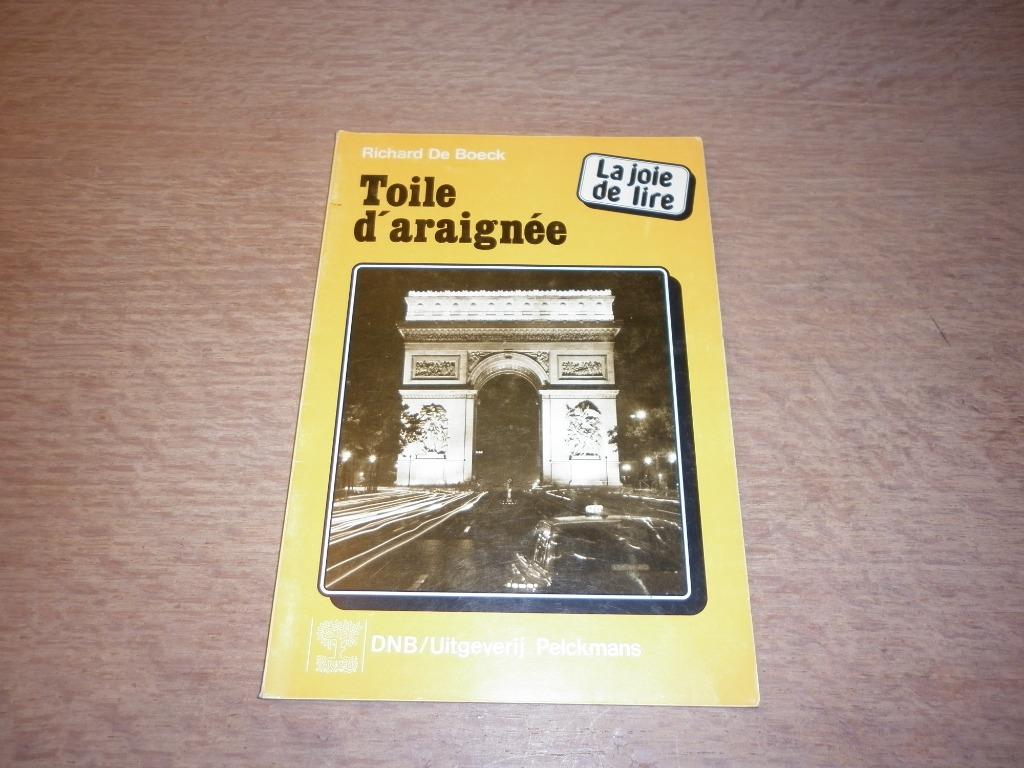 Richard De Boeck
La joie
de lire
Toile
d'araignée
DNB/Uitgeverij Pelckmans